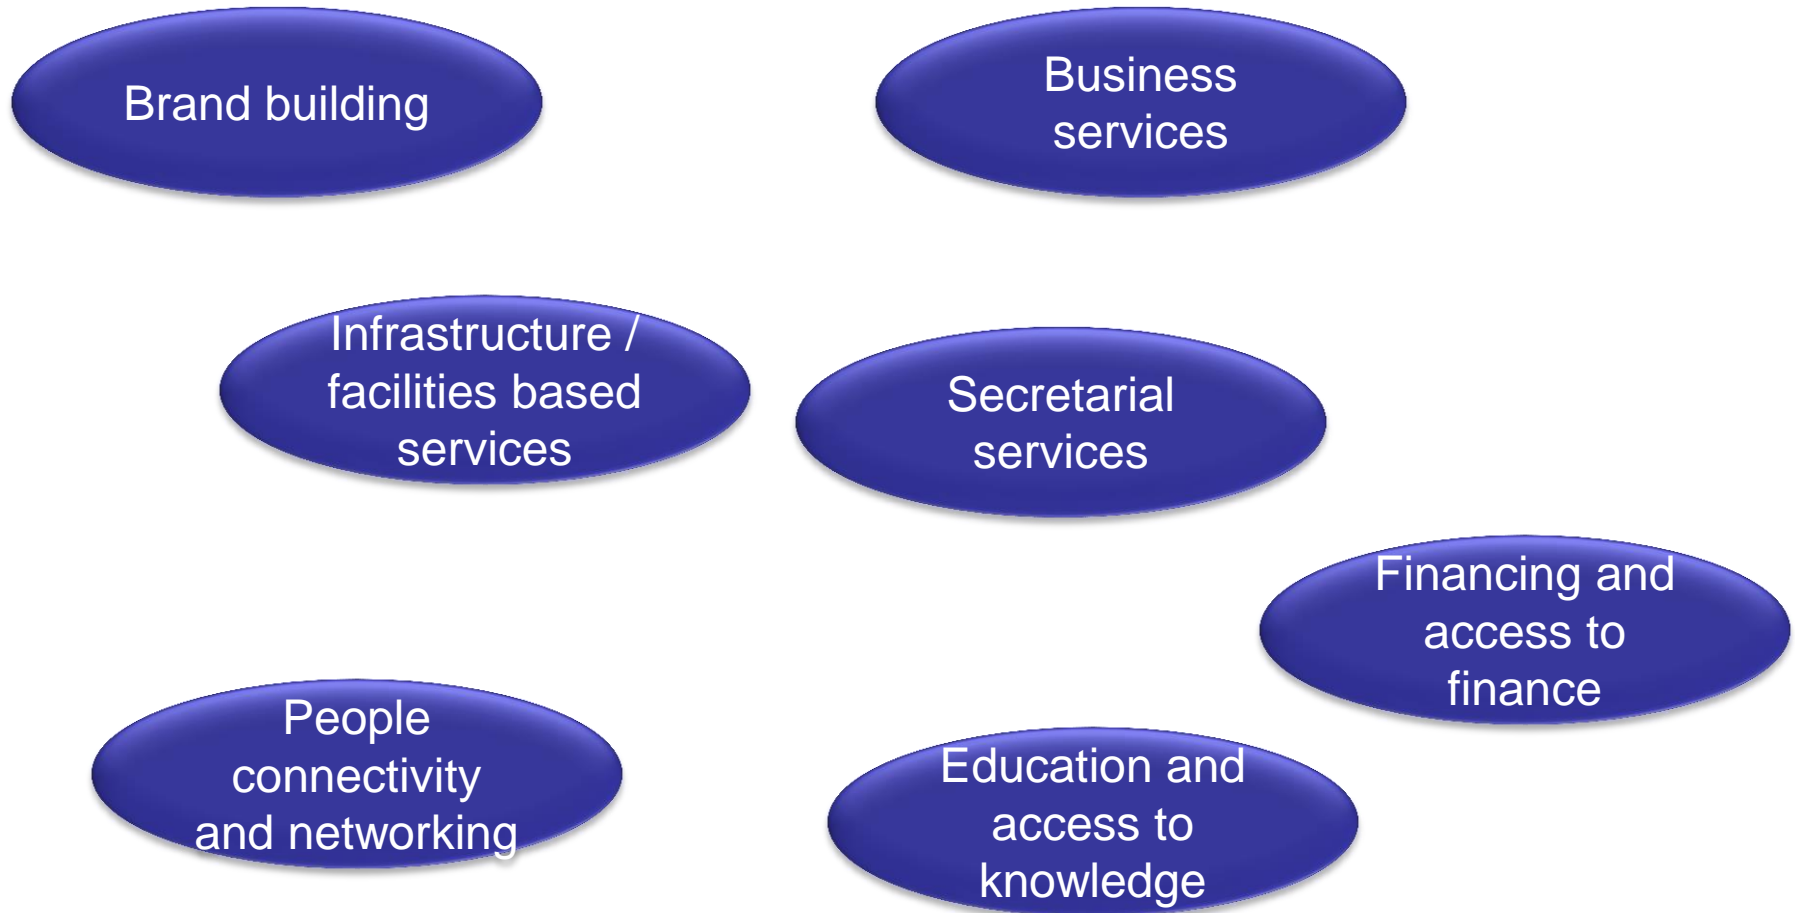 Brand building
Business
services
Infrastructure /
facilities based
services
Secretarial
services
Financing and
access to
finance
People
connectivity
and networking
Education and
access to
knowledge